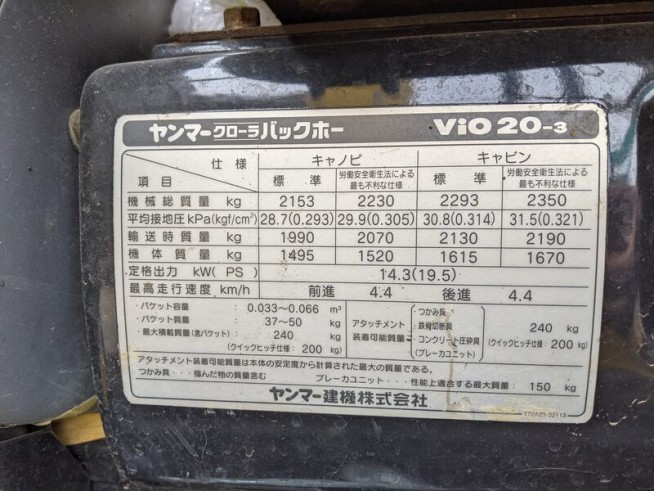 ヤンマークローラバックホー ViO 20-3
仕様 キャノピ キャビン
項目 標準 労働安全衛生法による最も不利な仕様 標準 労働安全衛生法による最も不利な仕様
機械総質量 kg 2153 2230 2293 2350
平均接地圧 kPa(kgf/cm²) 28.7(0.293) 29.9(0.305) 30.8(0.314) 31.5(0.321)
輸送時質量 kg 1990 2070 2130 2190
機体質量 kg 1495 1520 1615 1670
定格出力 kW(PS) 14.3(19.5)
最高走行速度 km/h 前進 4.4 後進 4.4
・バケット容量 : 0.033～0.066 m³
・バケット質量 : 37～50 kg
・最大積載質量(含バケット) : 240 kg
(クイックヒッチ仕様: 200 kg)
アタッチメント装着可能質量
・つかみ具
・鉄骨切断具
・コンクリート圧砕具
(ブレーカユニット)
240 kg
(クイックヒッチ仕様: 200 kg)
アタッチメント装着可能質量は本体の安定度から計算された最大の質量である。
つかみ具・・・掴んだ物の質量含む ブレーカユニット・・・性能上適合する最大質量: 150 kg
ヤンマー建機株式会社